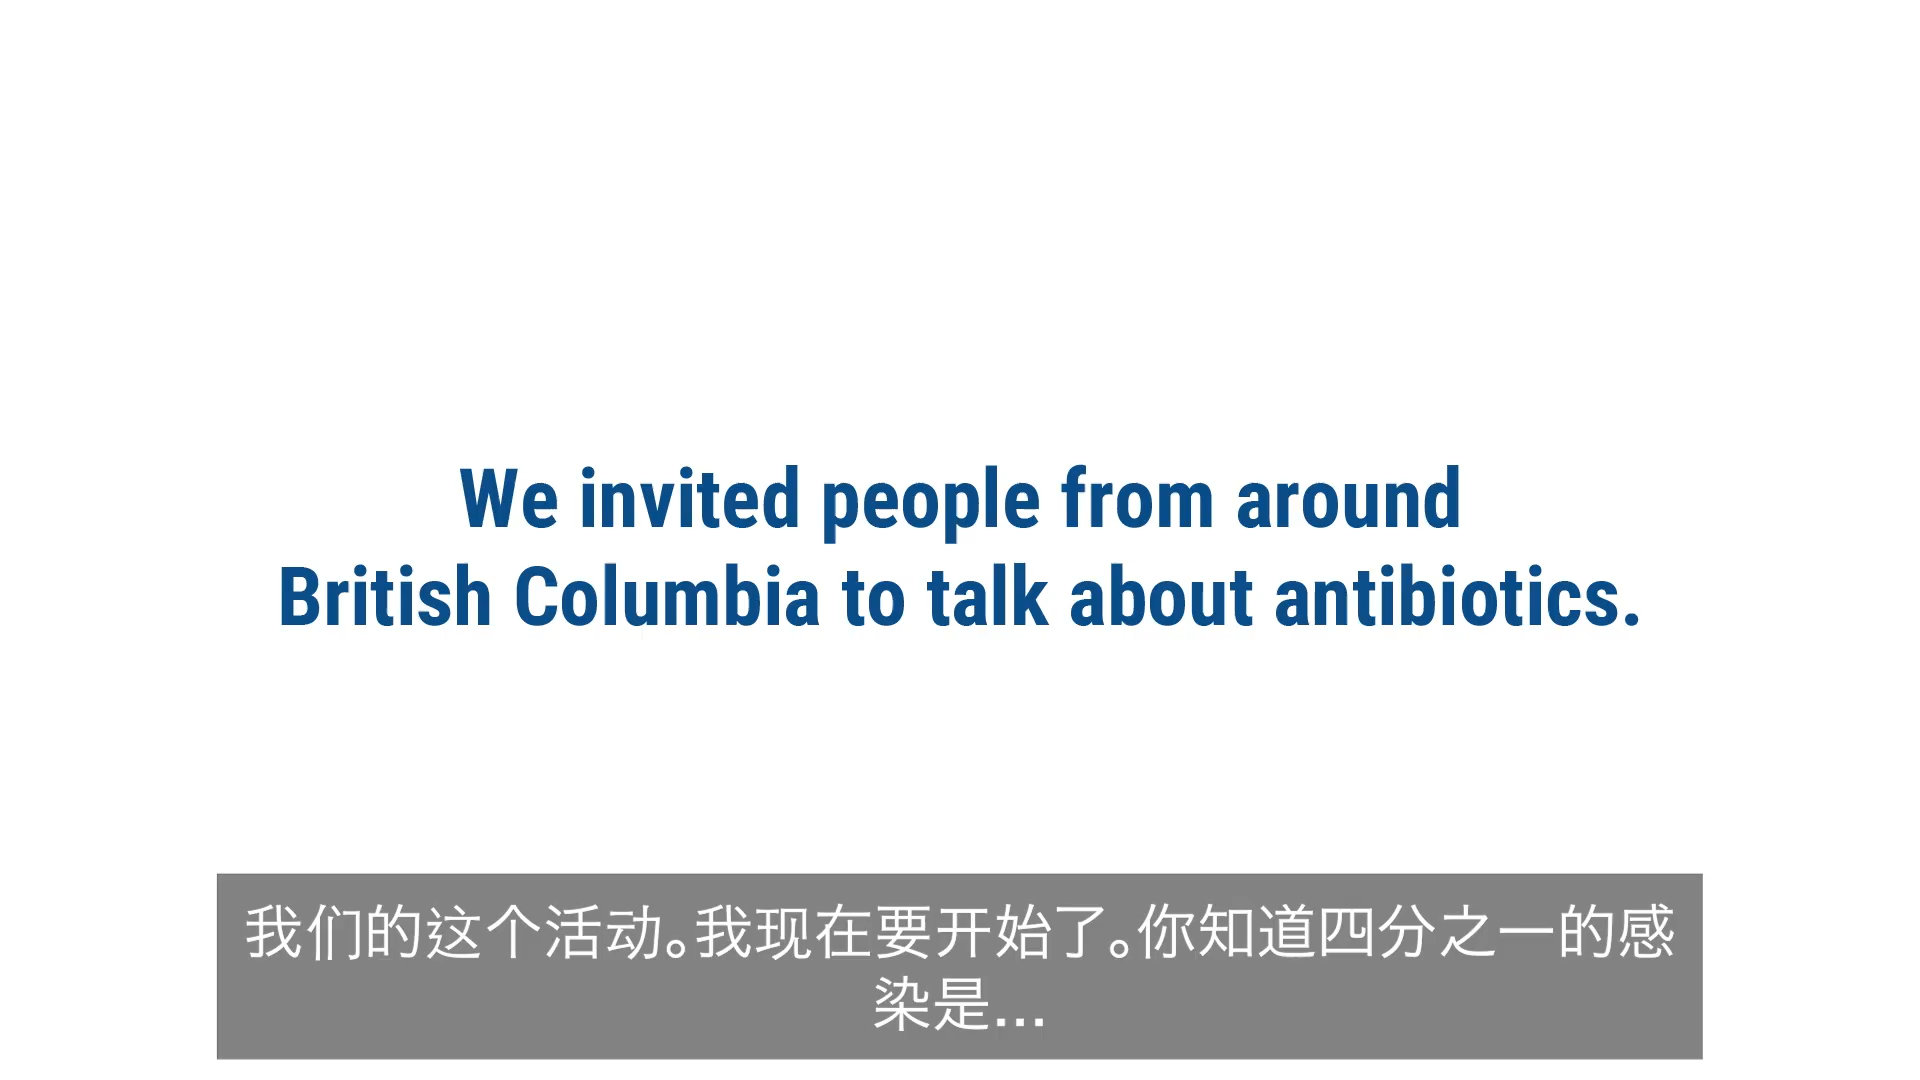 We invited people from around
British Columbia to talk about antibiotics.
我们的这个活动。我现在要开始了。你知道四分之一的感
染是...